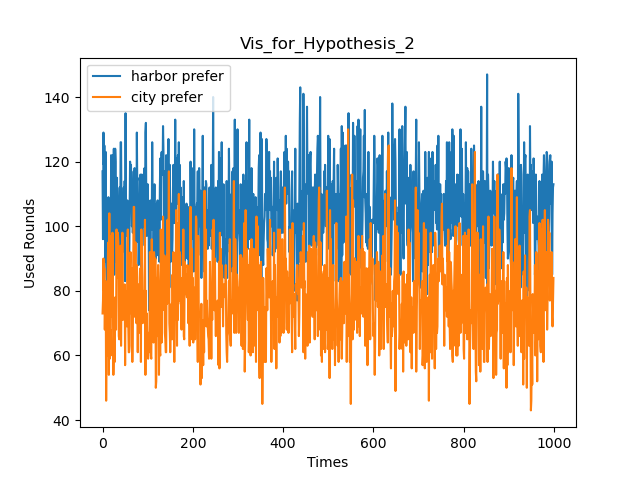 Vis_for_Hypothesis_2
harbor prefer
city prefer
140
120
100
80
60
40
Used Rounds
0 200 400 600 800 1000
Times